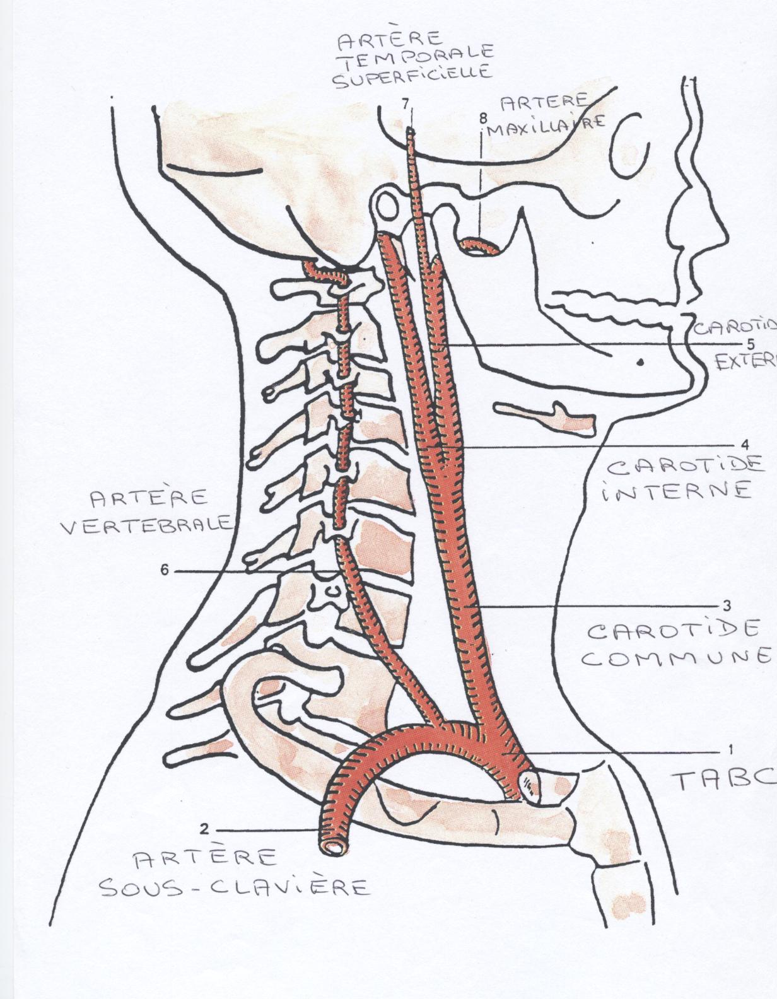 ARTÈRE
TEMPORALE
SUPERFiCiELLE
7
ARTERE
8
MAXiLLAiRE
CAROTID
5
EXTER
4
CAROTiDE
iNTERNE
ARTÈRE
VERTEBRALE
6
C
3
CAROTiDE
COMMUNE
1
TABC
2
ARTÈRE
SOUS-CLAViÈRE